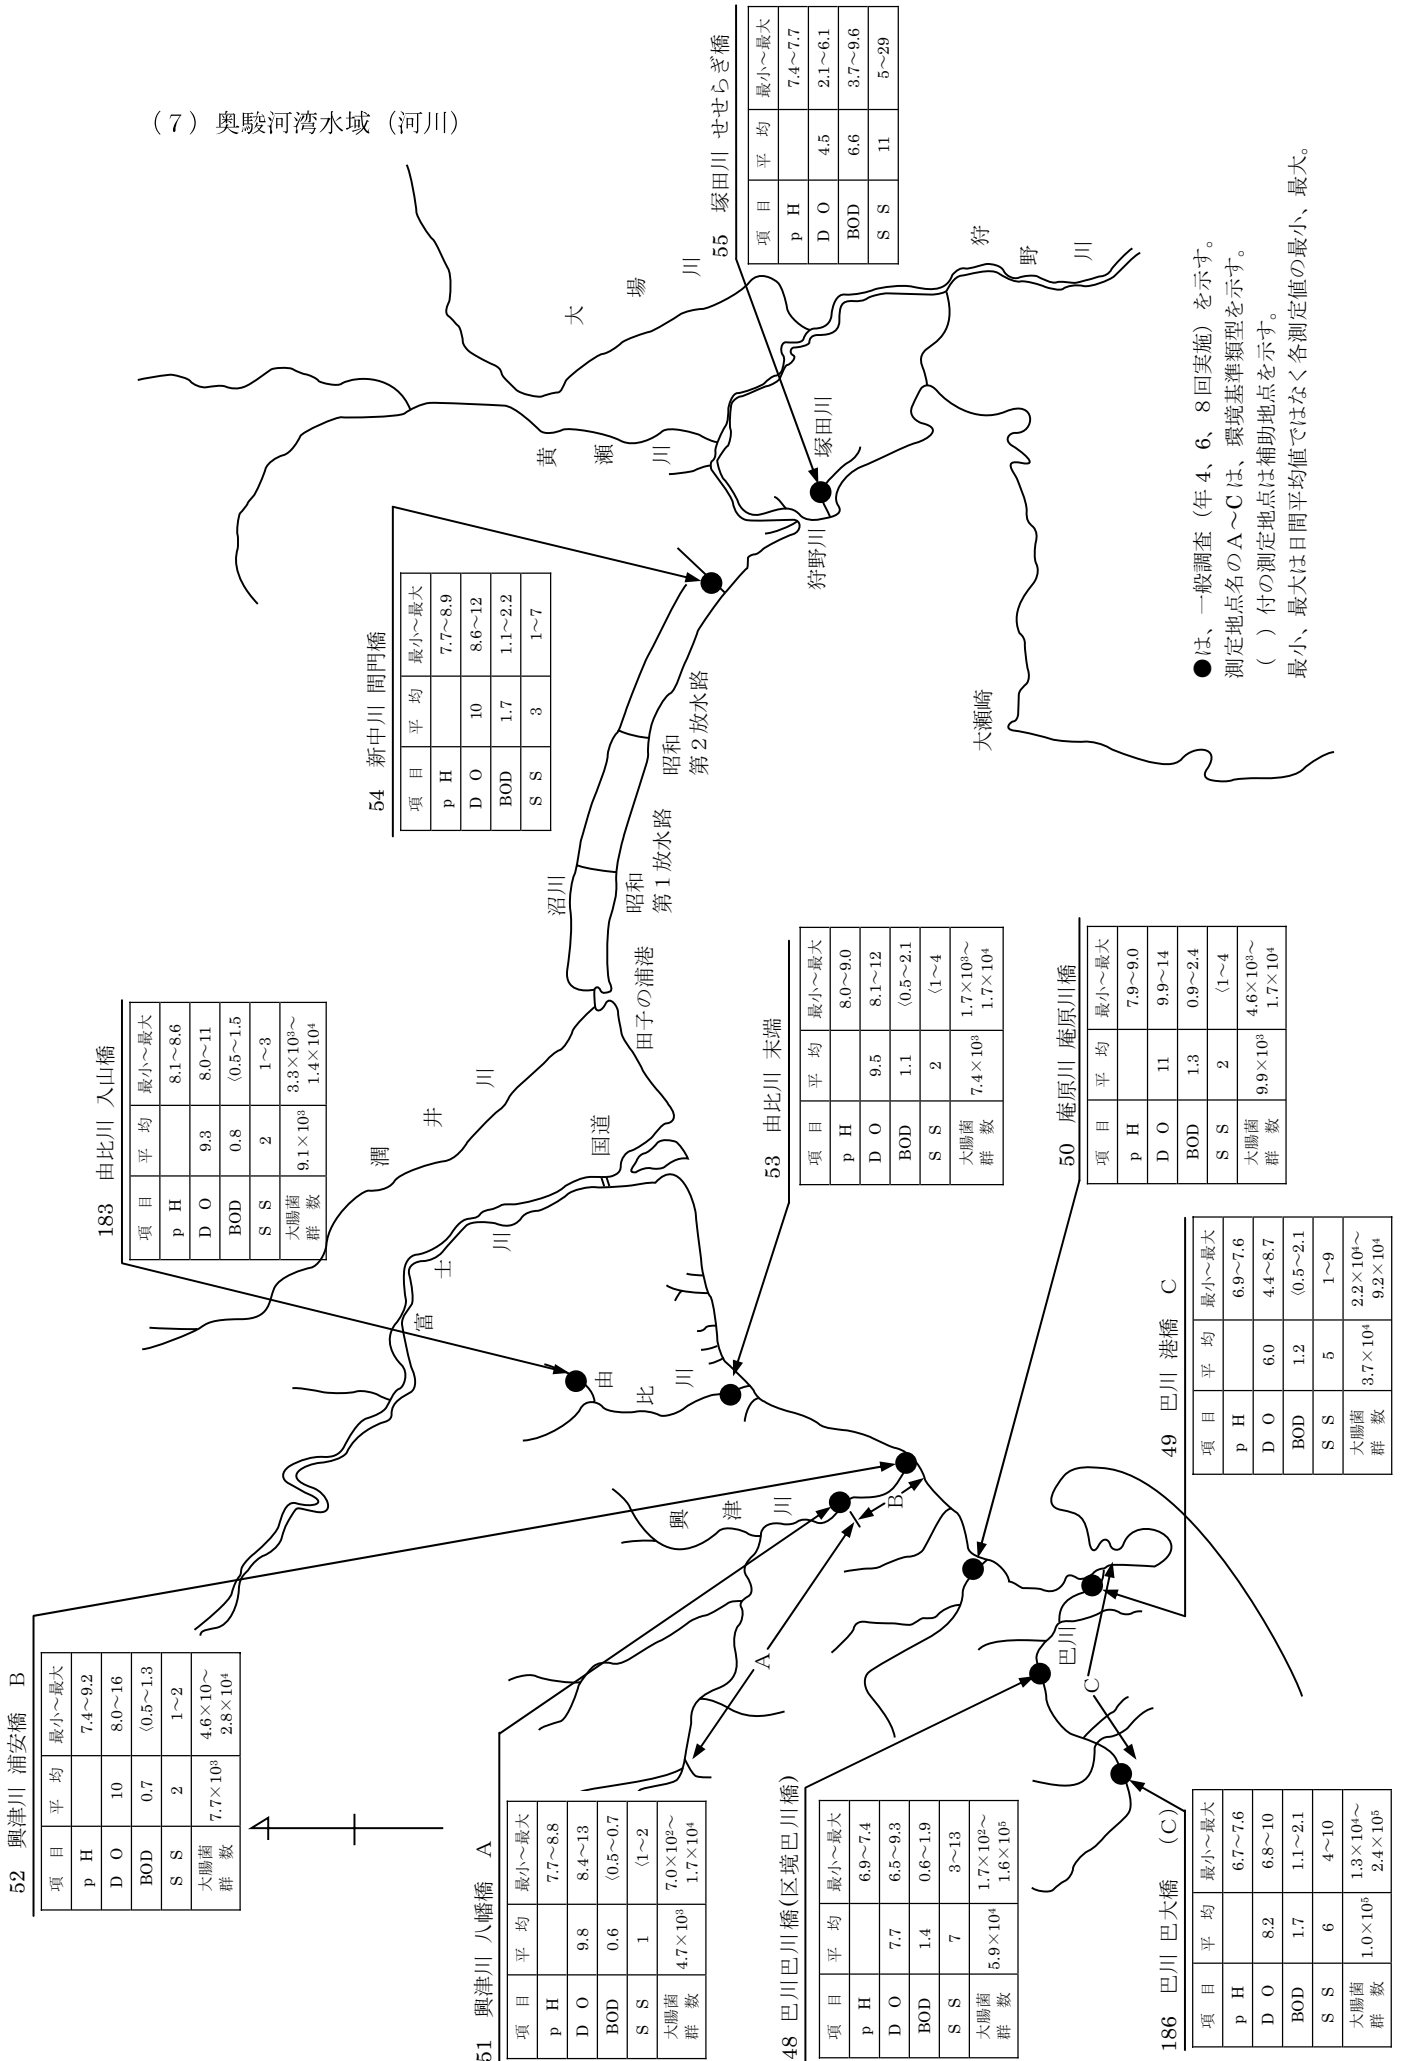 (7) 奥駿河湾水域(河川)
52 興津川 浦安橋 B
項 目 平 均 最小～最大
p H 7.4～9.2
D O 10 8.0～16
BOD 0.7 〈0.5～1.3
S S 2 1～2
大腸菌群 数 7.7×10³ 4.6×10～
2.8×10⁴
183 由比川 入山橋
項 目 平 均 最小～最大
p H 8.1～8.6
D O 9.3 8.0～11
BOD 0.8 〈0.5～1.5
S S 2 1～3
大腸菌群 数 9.1×10³ 3.3×10³～
1.4×10⁴
54 新中川 間門橋
項 目 平 均 最小～最大
p H 7.7～8.9
D O 10 8.6～12
BOD 1.7 1.1～2.2
S S 3 1～7
55 塚田川 せせらぎ橋
項 目 平 均 最小～最大
p H 7.4～7.7
D O 4.5 2.1～6.1
BOD 6.6 3.7～9.6
S S 11 5～29
51 興津川 八幡橋 A
項 目 平 均 最小～最大
p H 7.7～8.8
D O 9.8 8.4～13
BOD 0.6 〈0.5～0.7
S S 1 〈1～2
大腸菌群 数 4.7×10³ 7.0×10²～
1.7×10⁴
53 由比川 末端
項 目 平 均 最小～最大
p H 8.0～9.0
D O 9.5 8.1～12
BOD 1.1 〈0.5～2.1
S S 2 〈1～4
大腸菌群 数 7.4×10³ 1.7×10³～
1.7×10⁴
48 巴川巴川橋(区境巴川橋)
項 目 平 均 最小～最大
p H 6.9～7.4
D O 7.7 6.5～9.3
BOD 1.4 0.6～1.9
S S 7 3～13
大腸菌群 数 5.9×10⁴ 1.7×10²～
1.6×10⁵
50 庵原川 庵原川橋
項 目 平 均 最小～最大
p H 7.9～9.0
D O 11 9.9～14
BOD 1.3 0.9～2.4
S S 2 〈1～4
大腸菌群 数 9.9×10³ 4.6×10³～
1.7×10⁴
186 巴川 巴大橋 (C)
項 目 平 均 最小～最大
p H 6.7～7.6
D O 8.2 6.8～10
BOD 1.7 1.1～2.1
S S 6 4～10
大腸菌群 数 1.0×10⁵ 1.3×10⁴～
2.4×10⁵
49 巴川 港橋 C
項 目 平 均 最小～最大
p H 6.9～7.6
D O 6.0 4.4～8.7
BOD 1.2 〈0.5～2.1
S S 5 1～9
大腸菌群 数 3.7×10⁴ 2.2×10⁴～
9.2×10⁴
富士川
潤井川
国道
由比川
興津川
A
B
巴川
C
田子の浦港
沼川
昭和
第1放水路
昭和
第2放水路
黄瀬川
大場川
狩野川
狩野川
塚田川
大瀬崎
●は、一般調査(年4、6、8回実施)を示す。
測定地点名のA～Cは、環境基準類型を示す。
( )付の測定地点は補助地点を示す。
最小、最大は日間平均値ではなく各測定値の最小、最大。